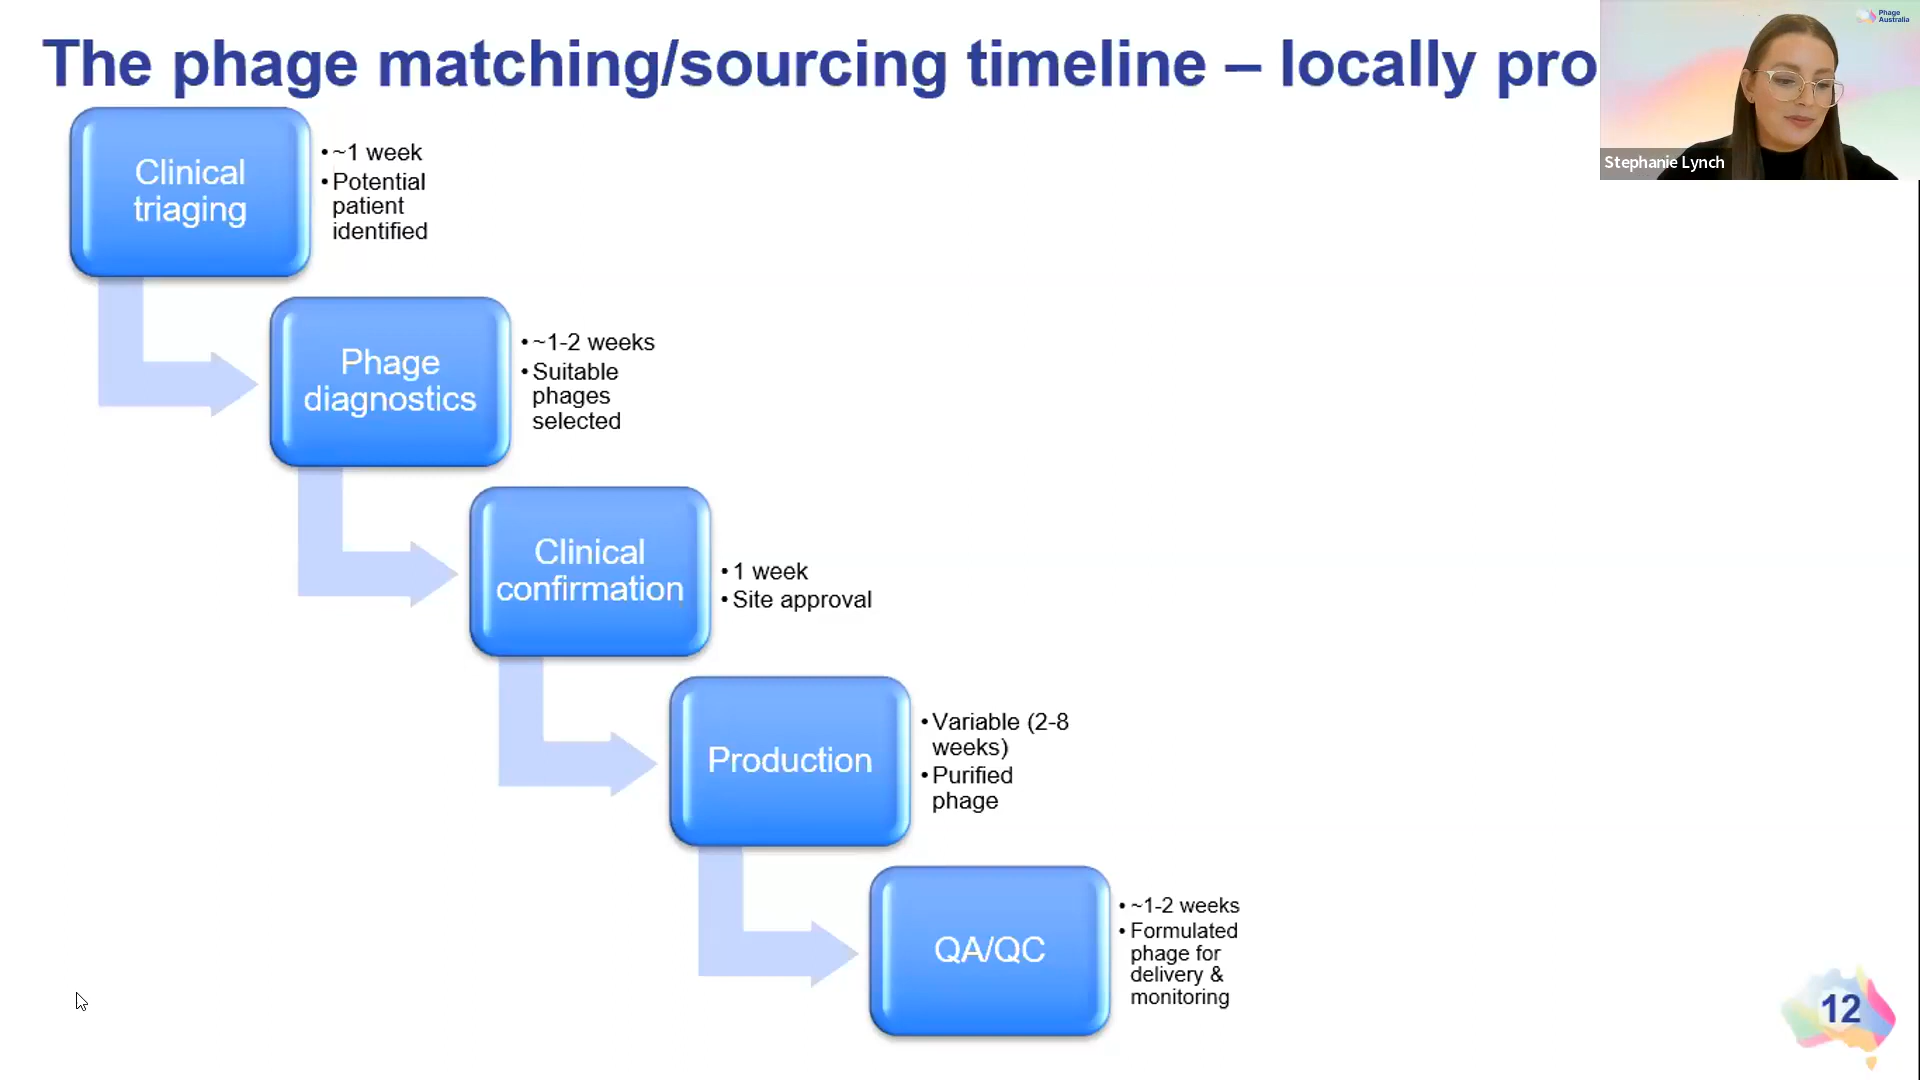 The phage matching/sourcing timeline – locally pro
Phage
Australia
Stephanie Lynch
Clinical
triaging
•~1 week
•Potential
patient
identified
Phage
diagnostics
•~1-2 weeks
•Suitable
phages
selected
Clinical
confirmation
•1 week
•Site approval
Production
•Variable (2-8
weeks)
•Purified
phage
QA/QC
•~1-2 weeks
•Formulated
phage for
delivery &
monitoring
12